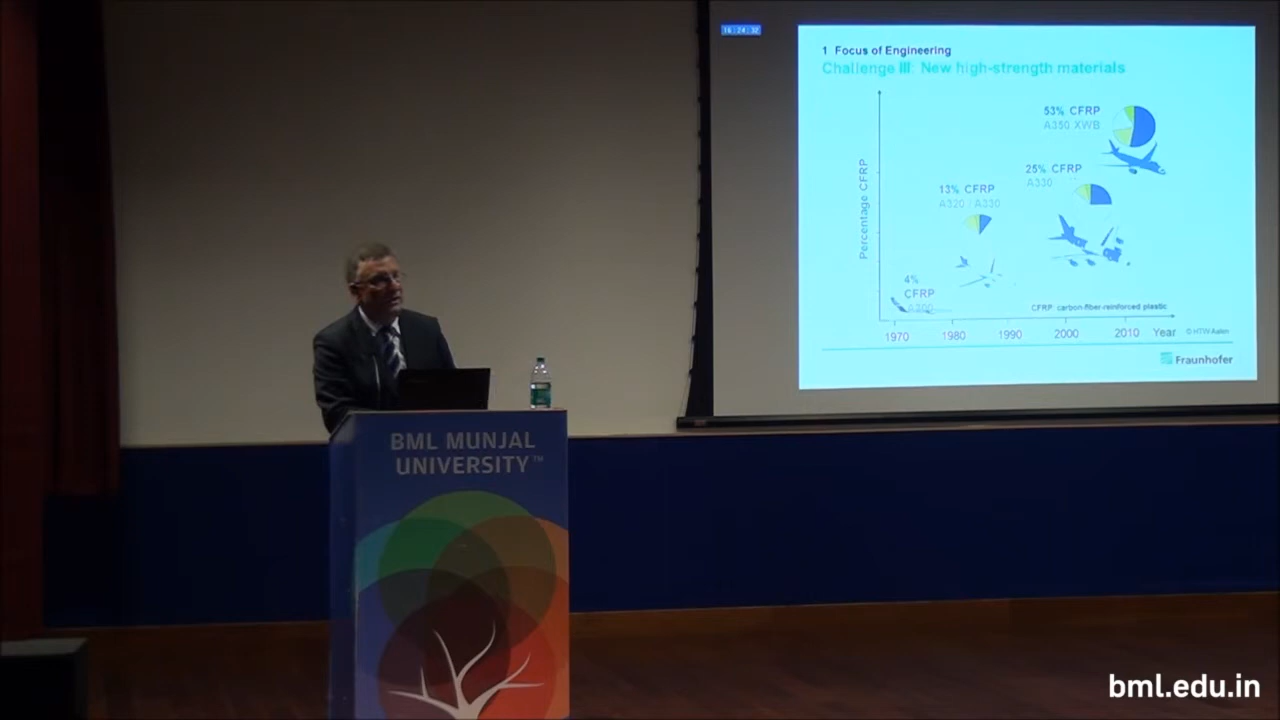 16:24:32
1 Focus of Engineering
Challenge III: New high-strength materials
Percentage CFRP
53% CFRP
A350 XWB
25% CFRP
A330
13% CFRP
A320 / A330
4%
CFRP
A300
CFRP: carbon-fiber-reinforced plastic
1970
1980
1990
2000
2010
Year
© HTW Aalen
Fraunhofer
BML MUNJAL
UNIVERSITY™
bml.edu.in